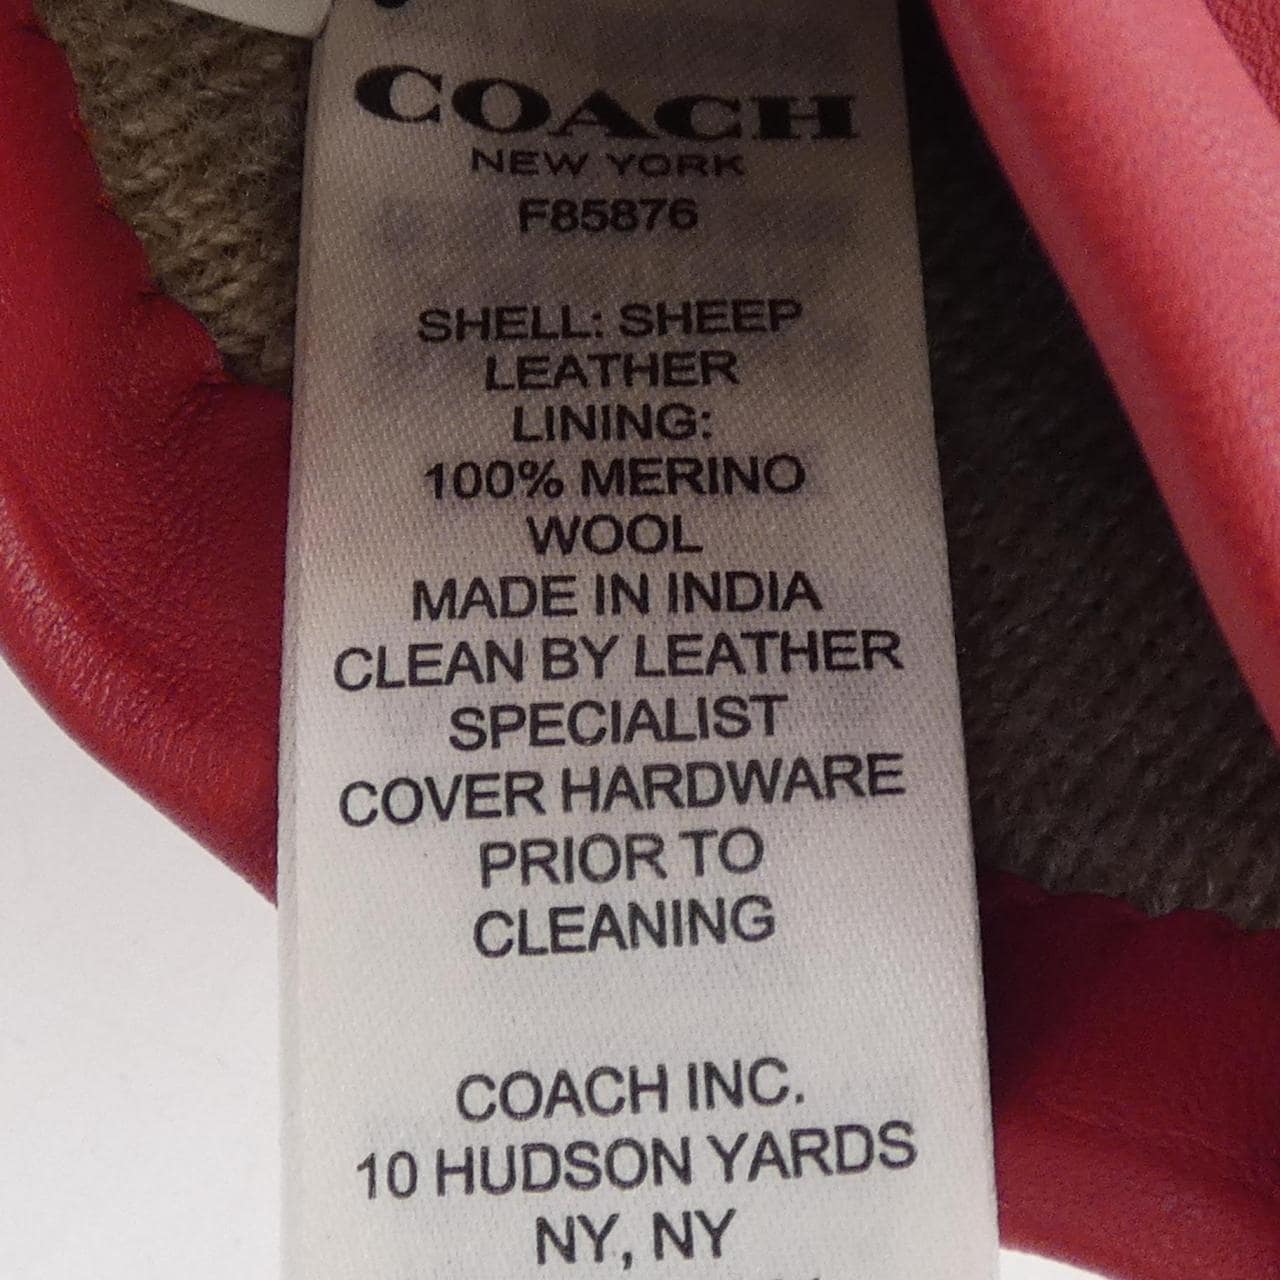 COACH
NEW YORK
F85876
SHELL: SHEEP
LEATHER
LINING:
100% MERINO
WOOL
MADE IN INDIA
CLEAN BY LEATHER
SPECIALIST
COVER HARDWARE
PRIOR TO
CLEANING
COACH INC.
10 HUDSON YARDS
NY, NY